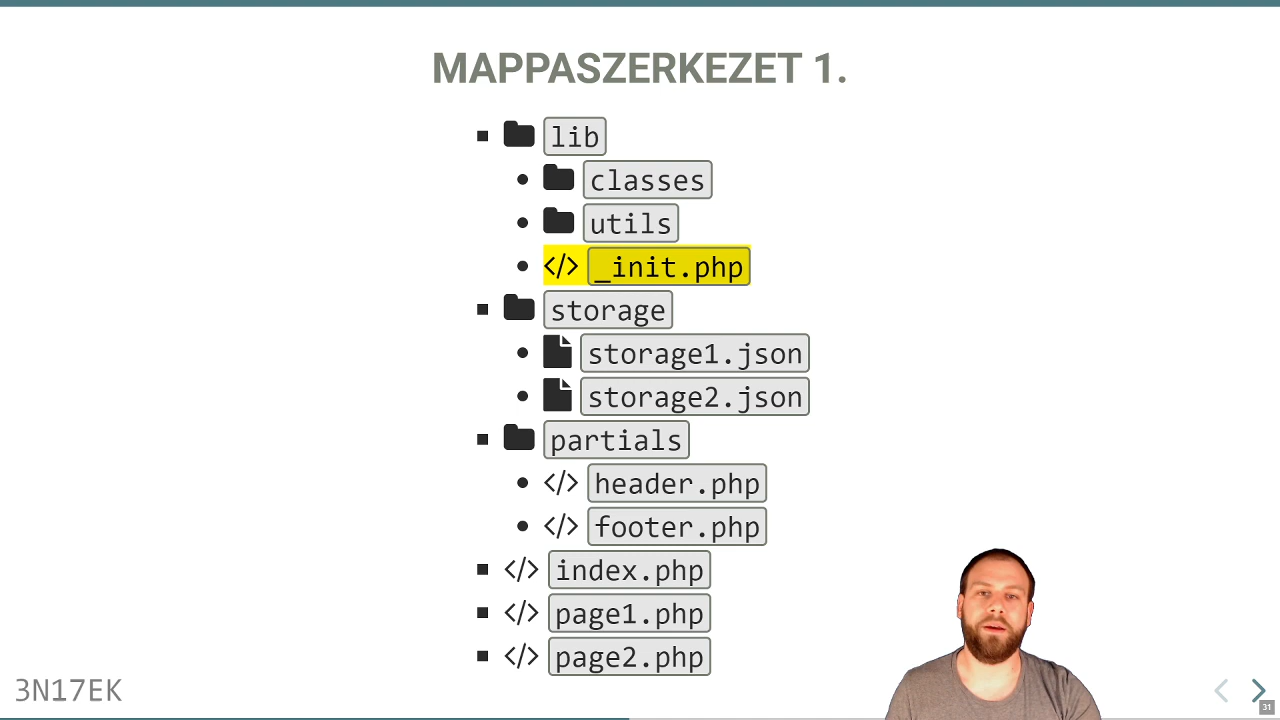 MAPPASZERKEZET 1.
lib
classes
utils
</> _init.php
storage
storage1.json
storage2.json
partials
</> header.php
</> footer.php
</> index.php
</> page1.php
</> page2.php
3N17EK
31